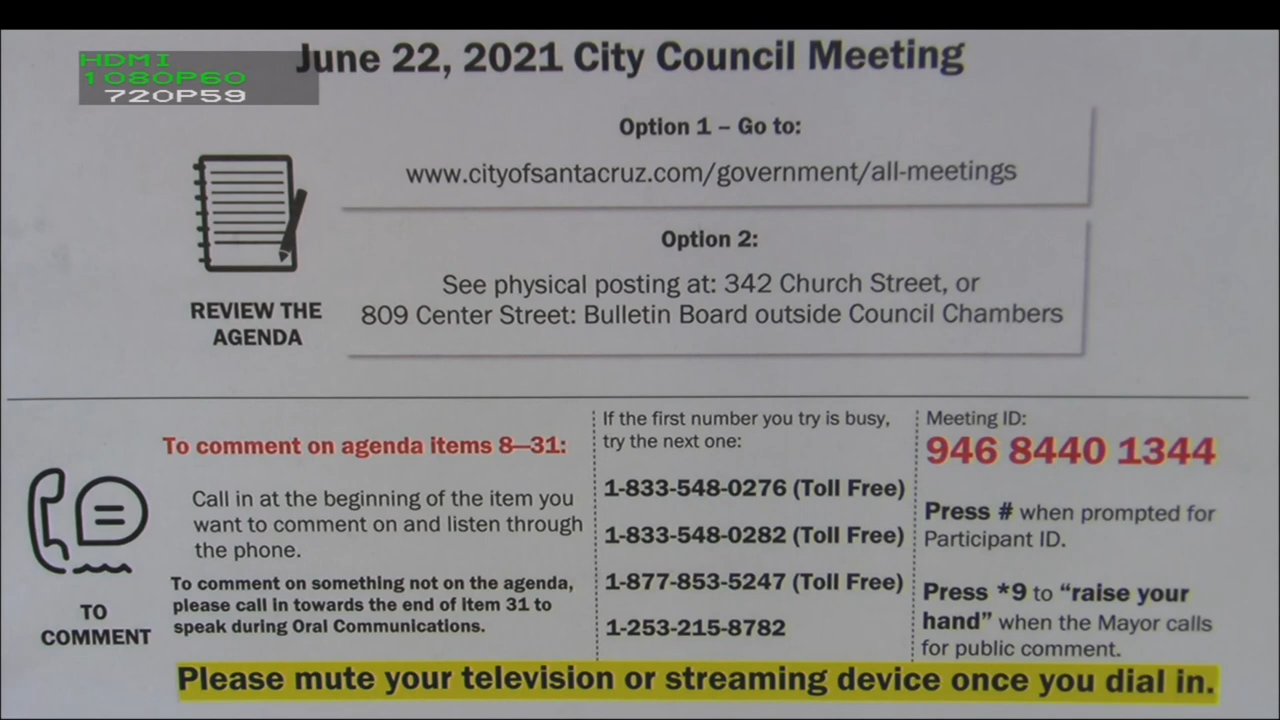 HDMI
1080P60
720P59
June 22, 2021 City Council Meeting
Option 1 – Go to:
www.cityofsantacruz.com/government/all-meetings
Option 2:
See physical posting at: 342 Church Street, or
809 Center Street: Bulletin Board outside Council Chambers
REVIEW THE
AGENDA
To comment on agenda items 8—31:
Call in at the beginning of the item you
want to comment on and listen through
the phone.
To comment on something not on the agenda,
please call in towards the end of Item 31 to
speak during Oral Communications.
TO
COMMENT
If the first number you try is busy,
try the next one:
1-833-548-0276 (Toll Free)
1-833-548-0282 (Toll Free)
1-877-853-5247 (Toll Free)
1-253-215-8782
Meeting ID:
946 8440 1344
Press # when prompted for
Participant ID.
Press *9 to “raise your
hand” when the Mayor calls
for public comment.
Please mute your television or streaming device once you dial in.